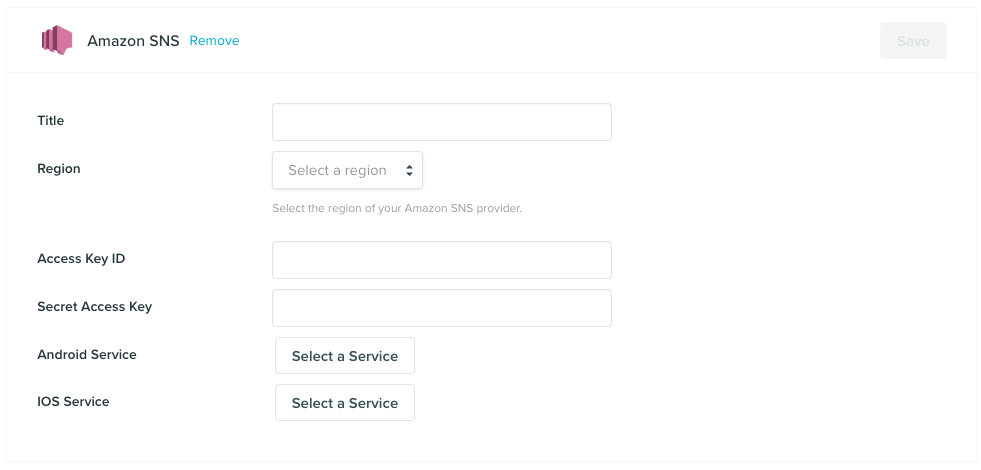 Amazon SNS Remove Save
Title
Region Select a region
Select the region of your Amazon SNS provider.
Access Key ID
Secret Access Key
Android Service Select a Service
IOS Service Select a Service